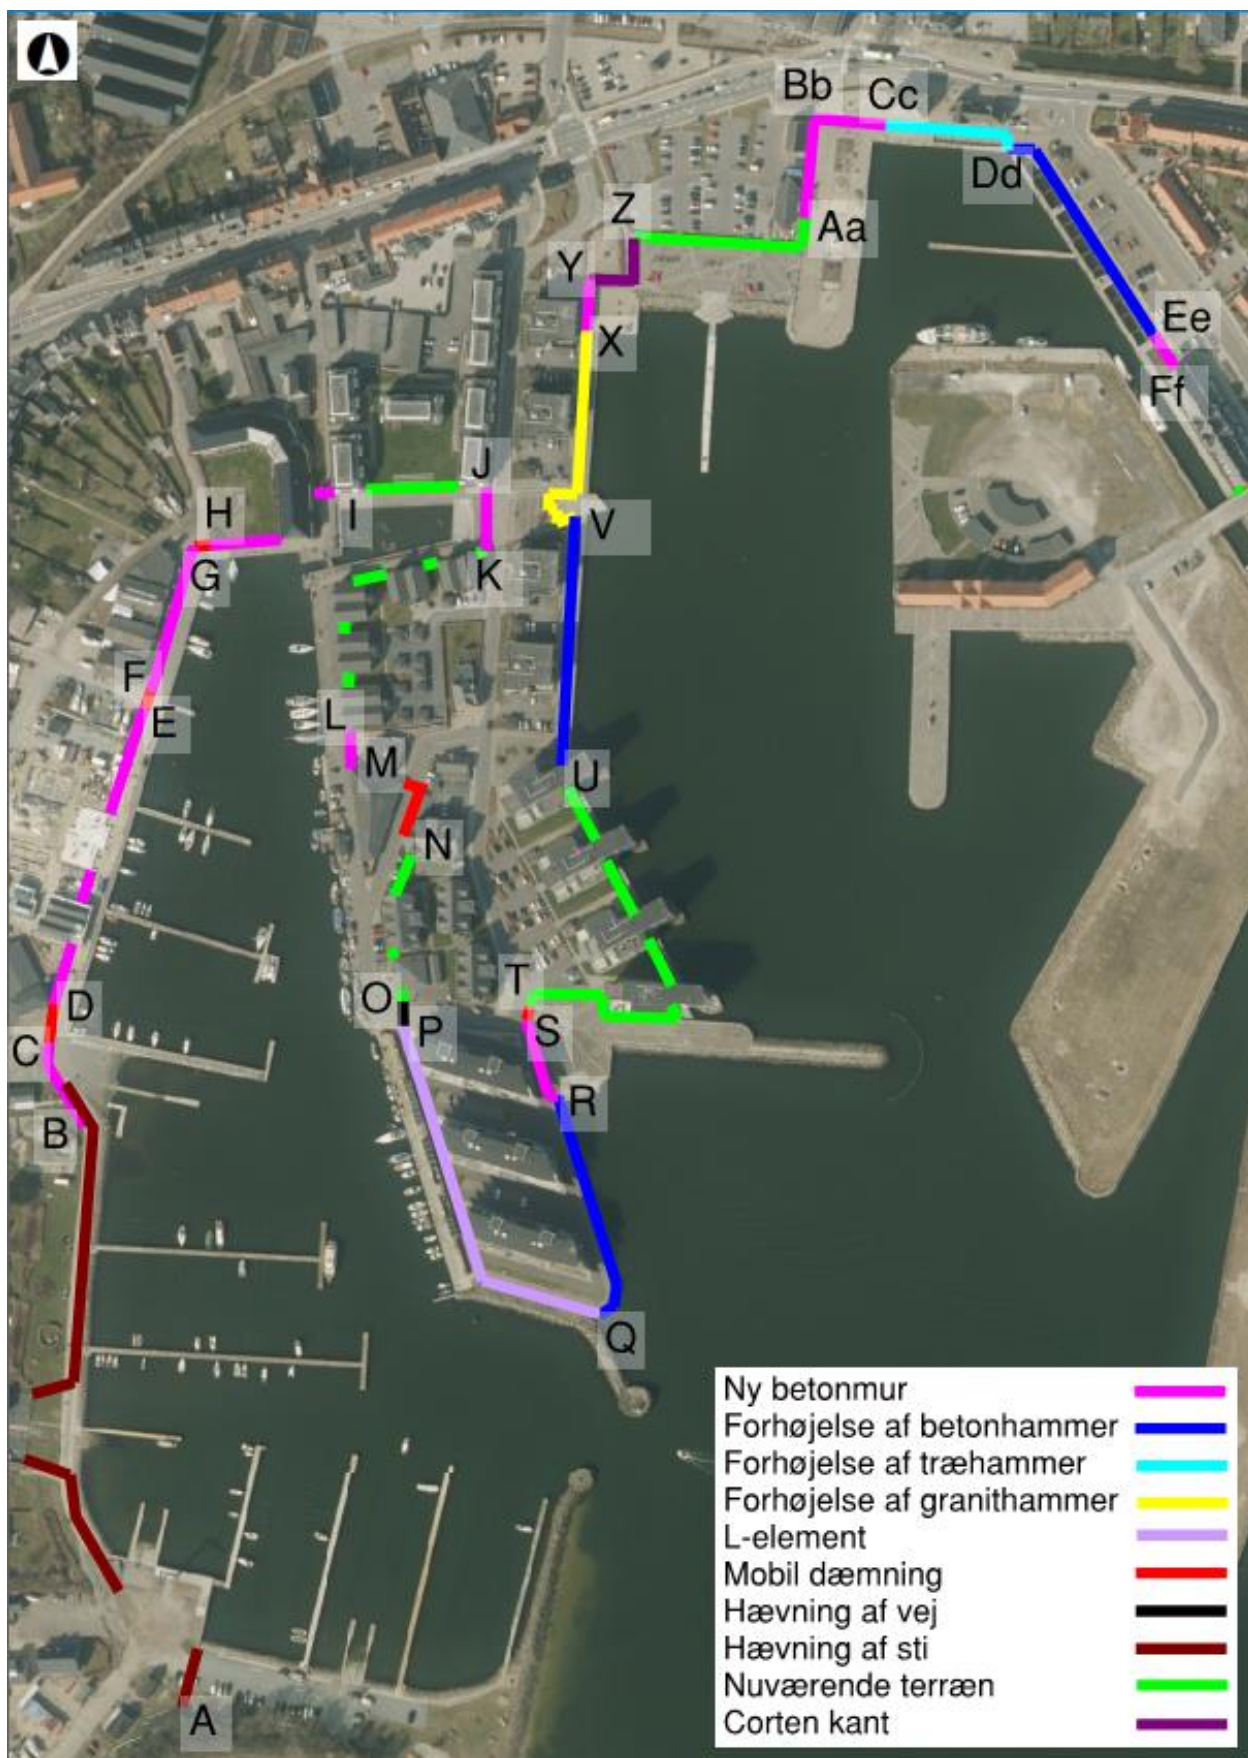 Bb
Cc
Dd
Z
Aa
Y
X
Ee
Ff
J
H
I
V
G
K
F
E
L
M
U
N
D
C
T
O
P
S
R
B
Q
A
Ny betonmur
Forhøjelse af betonhammer
Forhøjelse af træhammer
Forhøjelse af granithammer
L-element
Mobil dæmning
Hævning af vej
Hævning af sti
Nuværende terræn
Corten kant